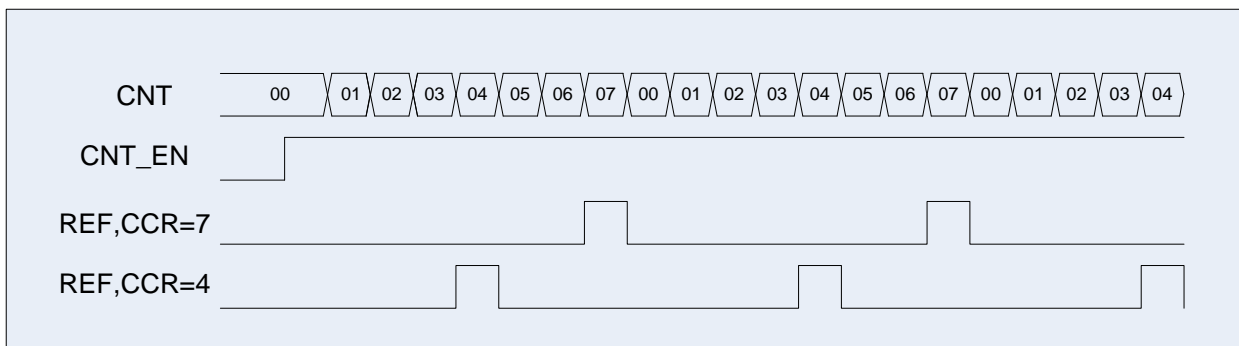 CNT 00 01 02 03 04 05 06 07 00 01 02 03 04 05 06 07 00 01 02 03 04
CNT_EN
REF,CCR=7
REF,CCR=4